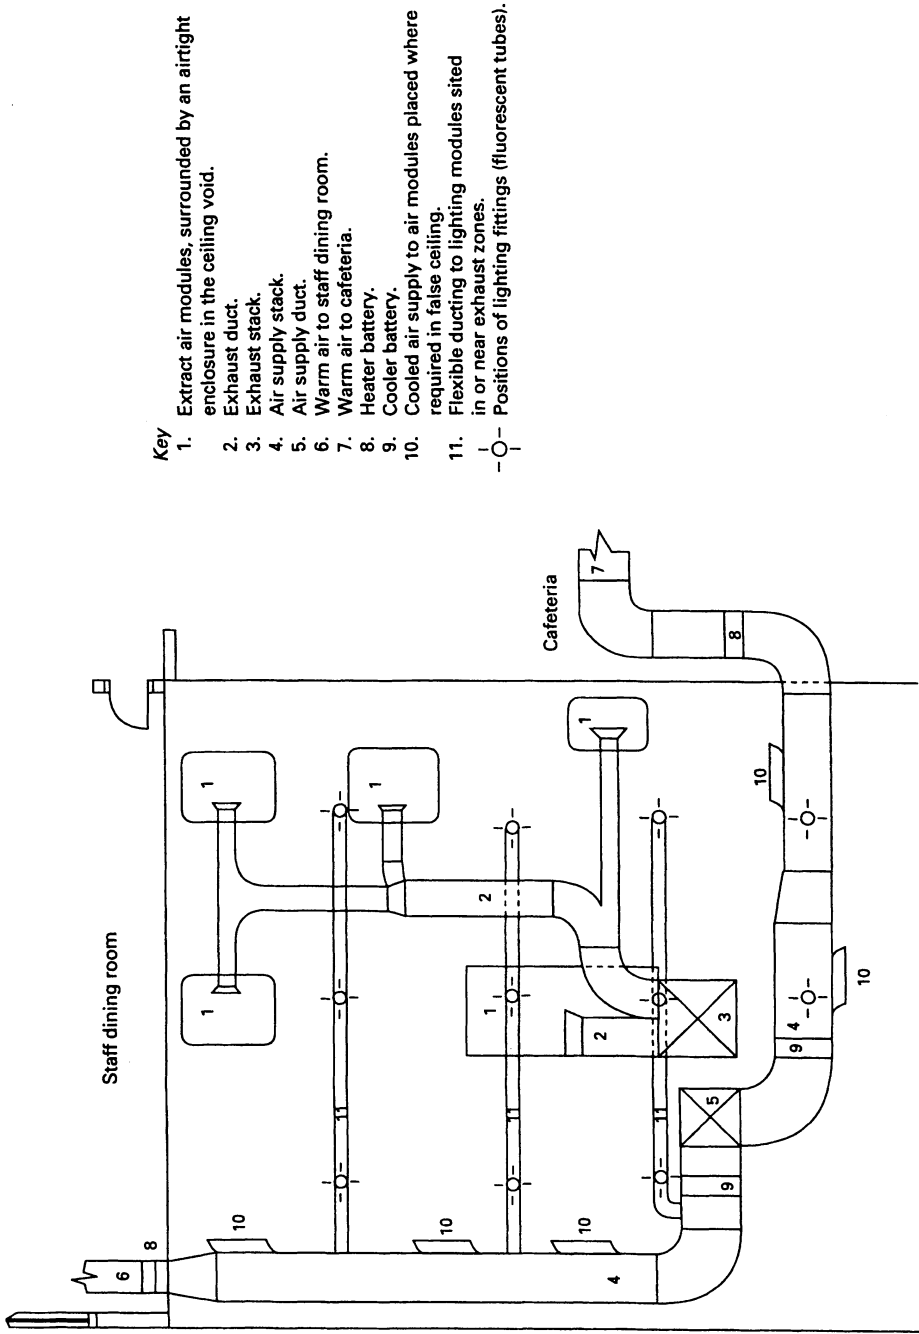 Key
1. Extract air modules, surrounded by an airtight
enclosure in the ceiling void.
2. Exhaust duct.
3. Exhaust stack.
4. Air supply stack.
5. Air supply duct.
6. Warm air to staff dining room.
7. Warm air to cafeteria.
8. Heater battery.
9. Cooler battery.
10. Cooled air supply to air modules placed where
required in false ceiling.
11. Flexible ducting to lighting modules sited
in or near exhaust zones.
Positions of lighting fittings (fluorescent tubes).
Staff dining room
Cafeteria
6
8
10
10
10
4
1
1
1
1
1
11
11
11
2
2
3
5
9
9
4
10
10
8
7